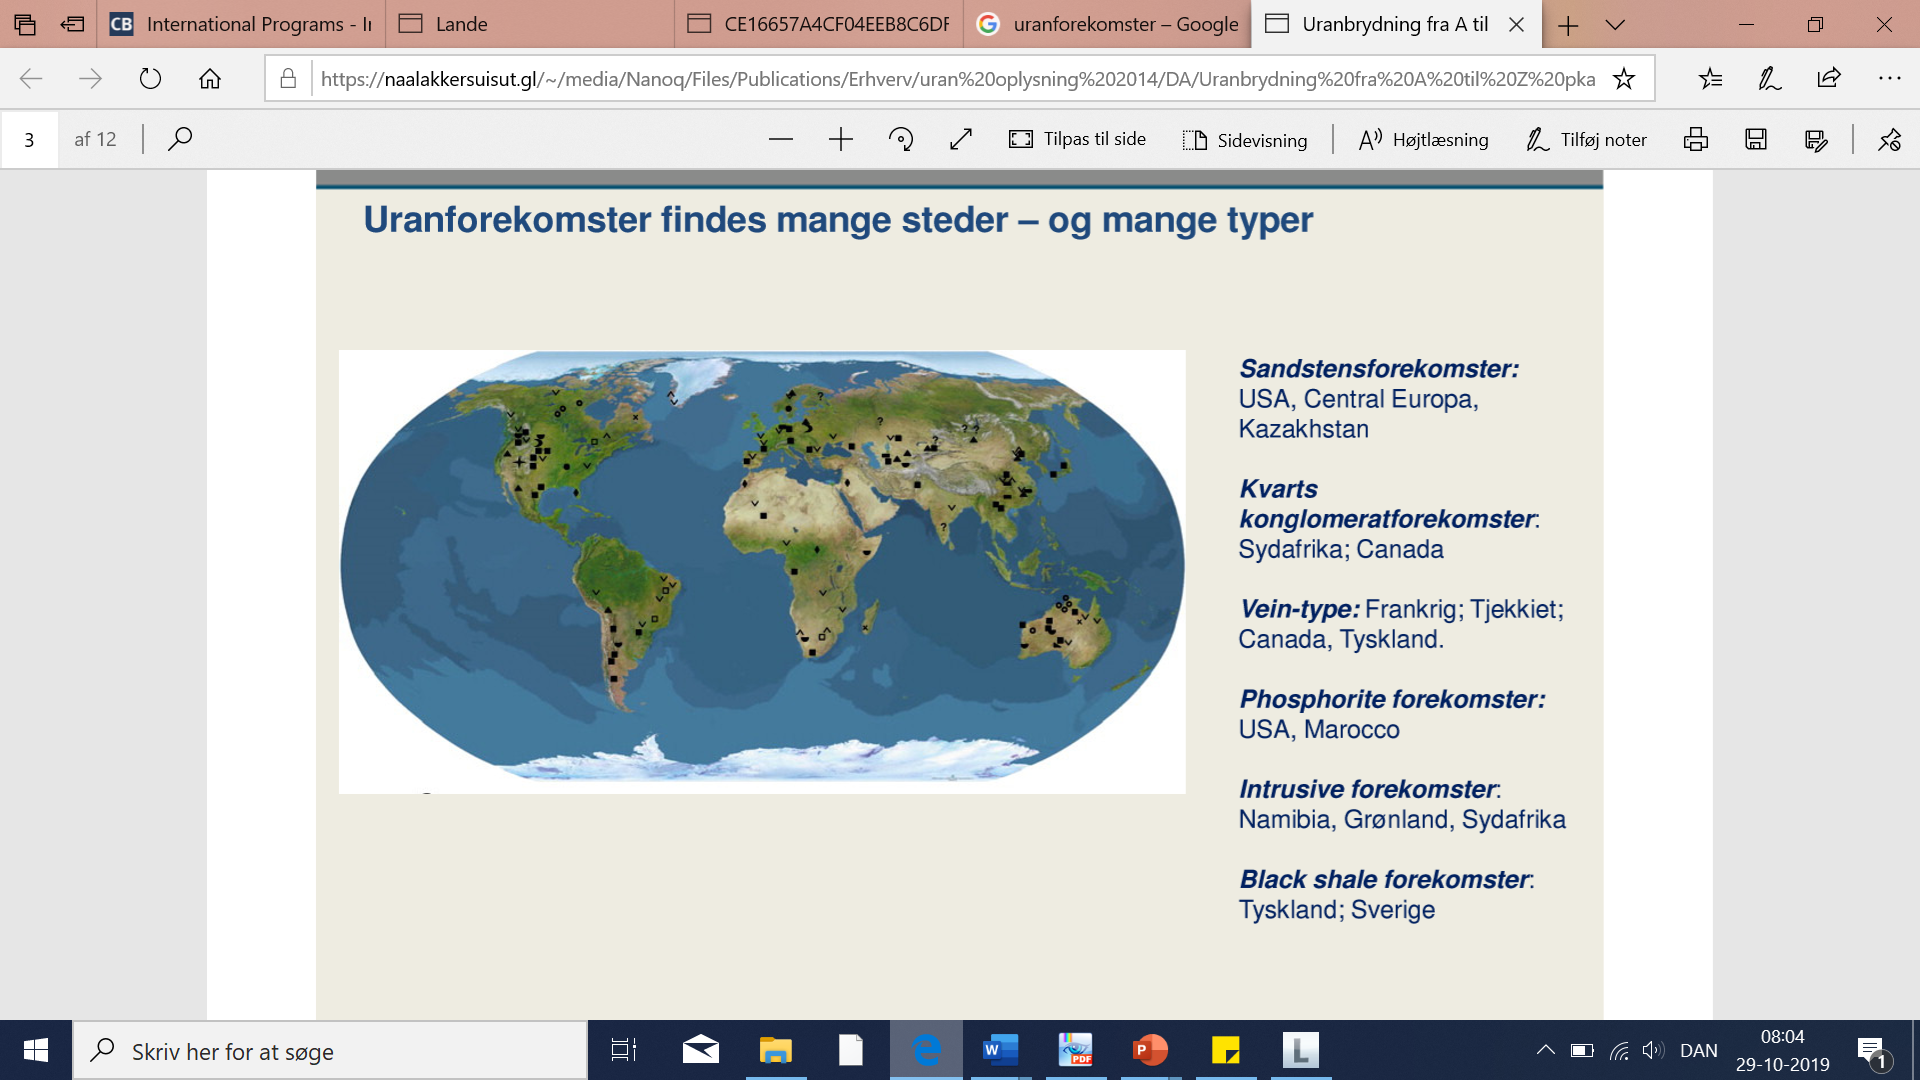 International Programs - Ir
Lande
CE16657A4CF04EEB8C6DF
uranforekomster – Google
Uranbrydning fra A til
https://naalakkersuisut.gl/~/media/Nanoq/Files/Publications/Erhverv/uran%20oplysning%202014/DA/Uranbrydning%20fra%20A%20til%20Z%20pka
3 af 12
Tilpas til side
Sidevisning
Højtlæsning
Tilføj noter
Uranforekomster findes mange steder – og mange typer
Sandstensforekomster:
USA, Central Europa,
Kazakhstan
Kvarts
konglomeratforekomster:
Sydafrika; Canada
Vein-type: Frankrig; Tjekkiet;
Canada, Tyskland.
Phosphorite forekomster:
USA, Marocco
Intrusive forekomster:
Namibia, Grønland, Sydafrika
Black shale forekomster:
Tyskland; Sverige
Skriv her for at søge
DAN
08:04
29-10-2019
1